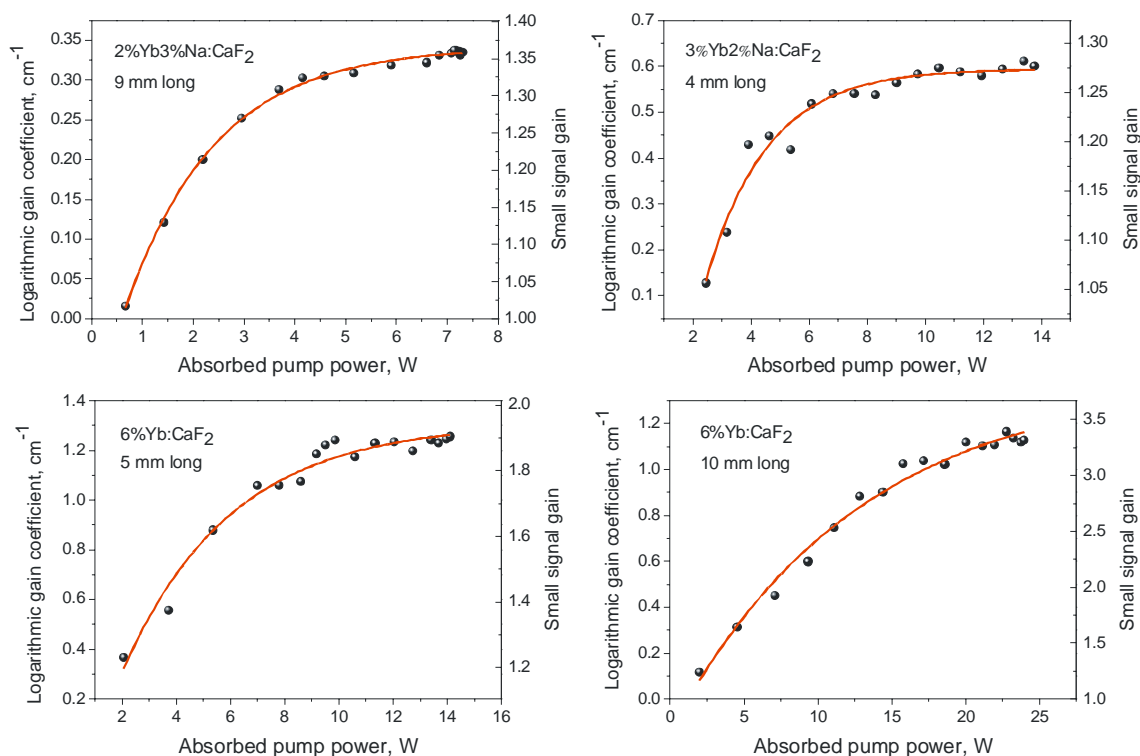 2%Yb3%Na:CaF2
9 mm long
Logarithmic gain coefficient, cm-1
0.35
0.30
0.25
0.20
0.15
0.10
0.05
0.00
0 1 2 3 4 5 6 7 8
Absorbed pump power, W
1.40
1.35
1.30
1.25
1.20
1.15
1.10
1.05
1.00
Small signal gain
3%Yb2%Na:CaF2
4 mm long
Logarithmic gain coefficient, cm-1
0.7
0.6
0.5
0.4
0.3
0.2
0.1
2 4 6 8 10 12 14
Absorbed pump power, W
1.30
1.25
1.20
1.15
1.10
1.05
Small signal gain
6%Yb:CaF2
5 mm long
Logarithmic gain coefficient, cm-1
1.4
1.2
1.0
0.8
0.6
0.4
0.2
2 4 6 8 10 12 14 16
Absorbed pump power, W
2.0
1.8
1.6
1.4
1.2
Small signal gain
6%Yb:CaF2
10 mm long
Logarithmic gain coefficient, cm-1
1.2
1.0
0.8
0.6
0.4
0.2
0.0
0 5 10 15 20 25
Absorbed pump power, W
3.5
3.0
2.5
2.0
1.5
1.0
Small signal gain